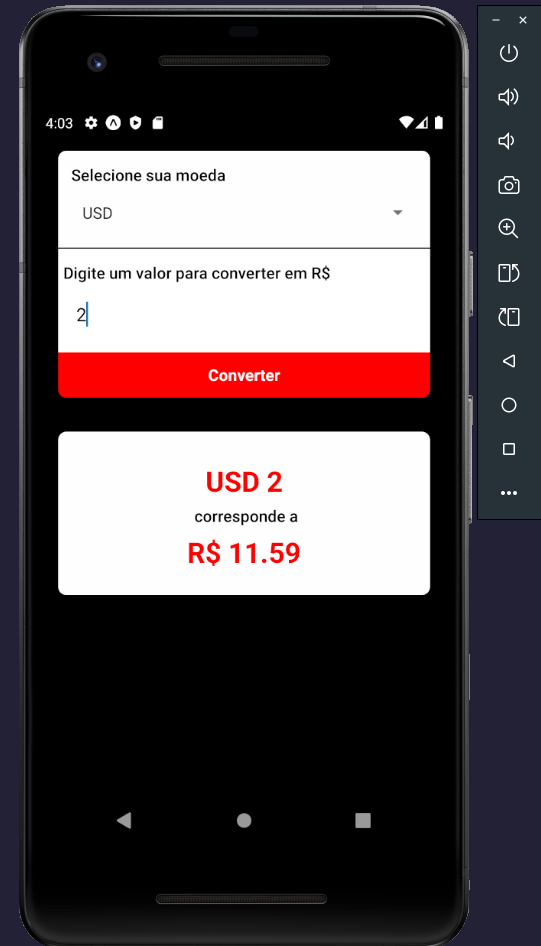 4:03
Selecione sua moeda
USD
Digite um valor para converter em R$
2
Converter
USD 2
corresponde a
R$ 11.59